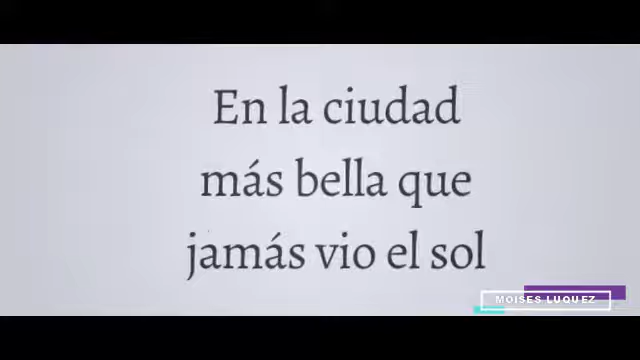 En la ciudad
más bella que
jamás vio el sol
MOISES LUQUEZ